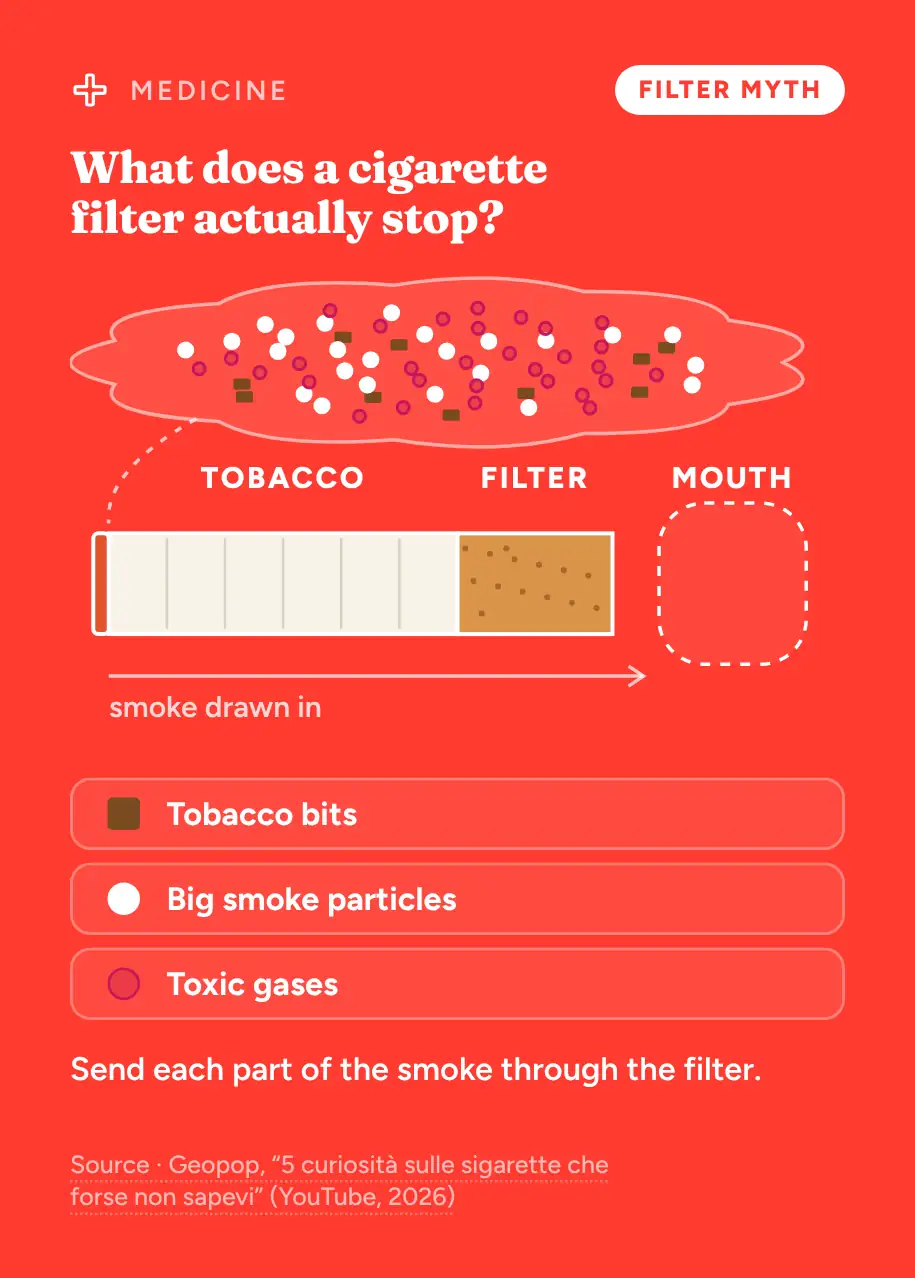 MEDICINE
FILTER MYTH
What does a cigarette
filter actually stop?
TOBACCO
FILTER
MOUTH
smoke drawn in
Tobacco bits
Big smoke particles
Toxic gases
Send each part of the smoke through the filter.
Source · Geopop, “5 curiosità sulle sigarette che
forse non sapevi” (YouTube, 2026)